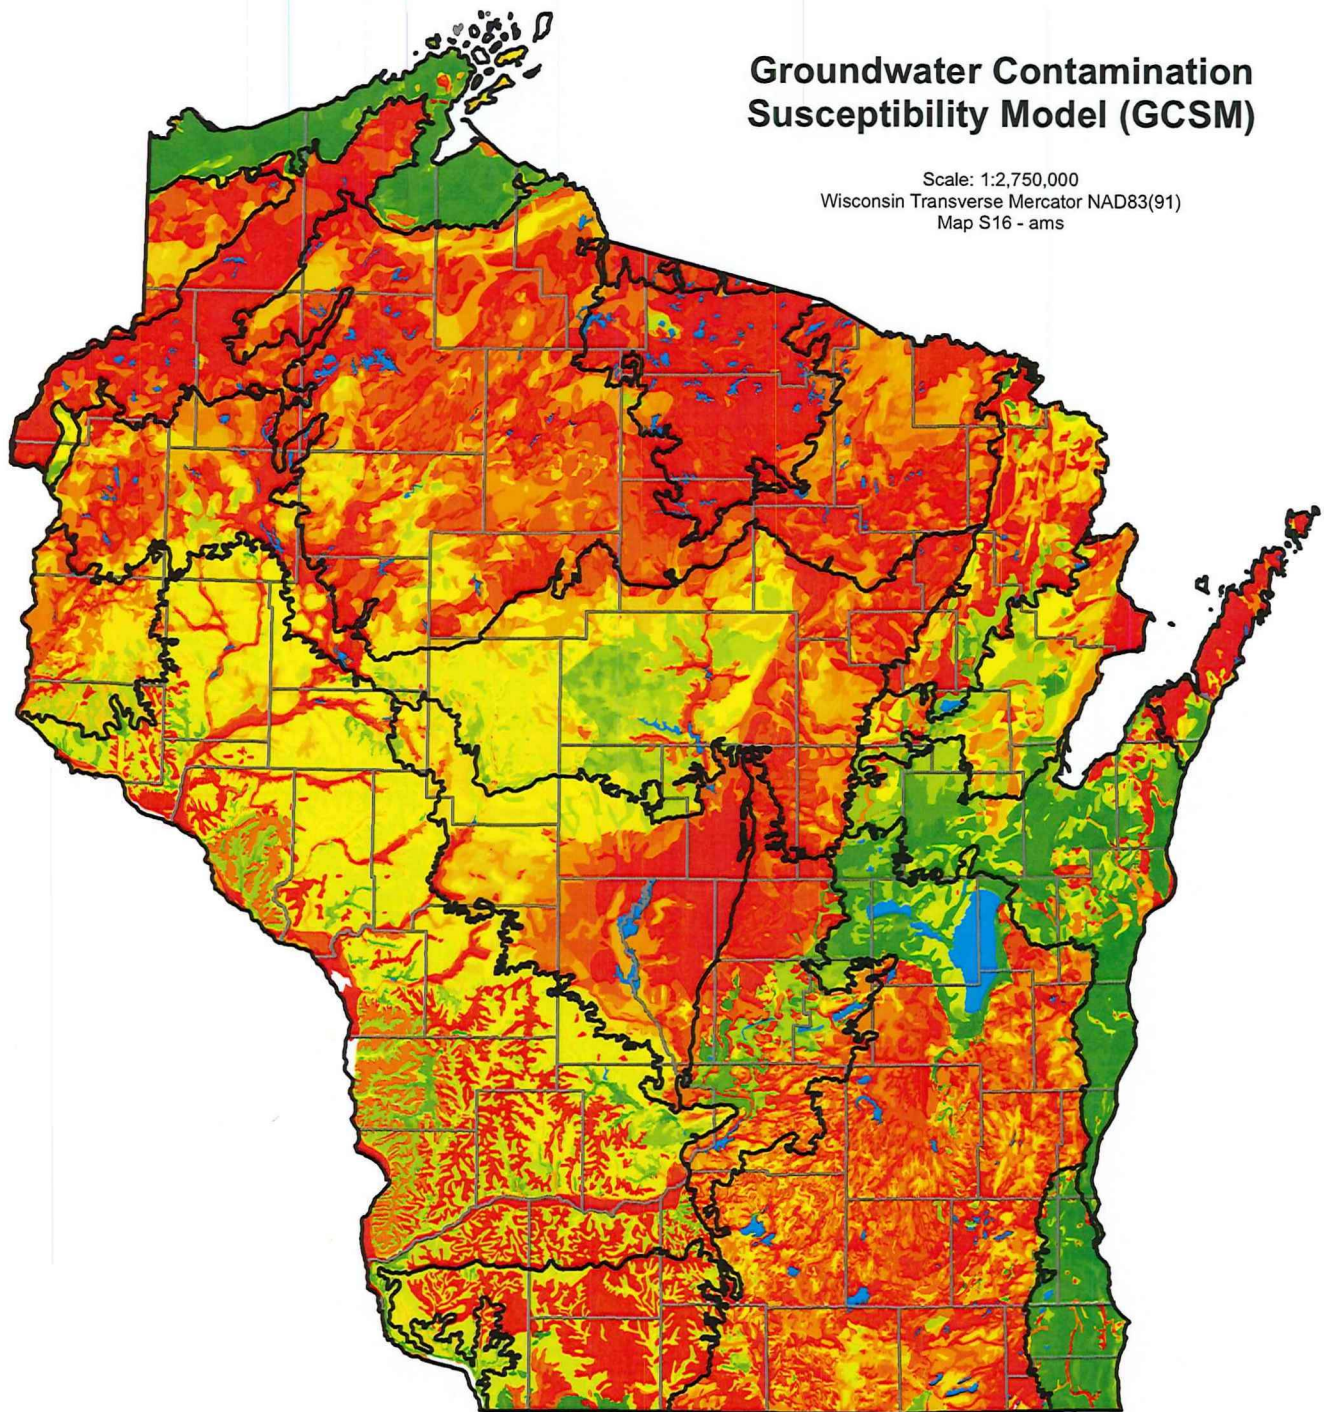 Groundwater Contamination
Susceptibility Model (GCSM)
Scale: 1:2,750,000
Wisconsin Transverse Mercator NAD83(91)
Map S16 - ams